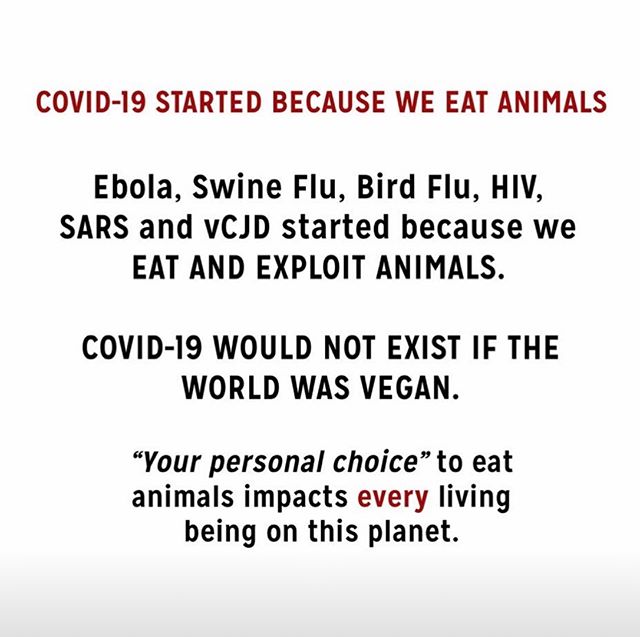 COVID-19 STARTED BECAUSE WE EAT ANIMALS
Ebola, Swine Flu, Bird Flu, HIV,
SARS and vCJD started because we
EAT AND EXPLOIT ANIMALS.
COVID-19 WOULD NOT EXIST IF THE
WORLD WAS VEGAN.
“Your personal choice” to eat
animals impacts every living
being on this planet.